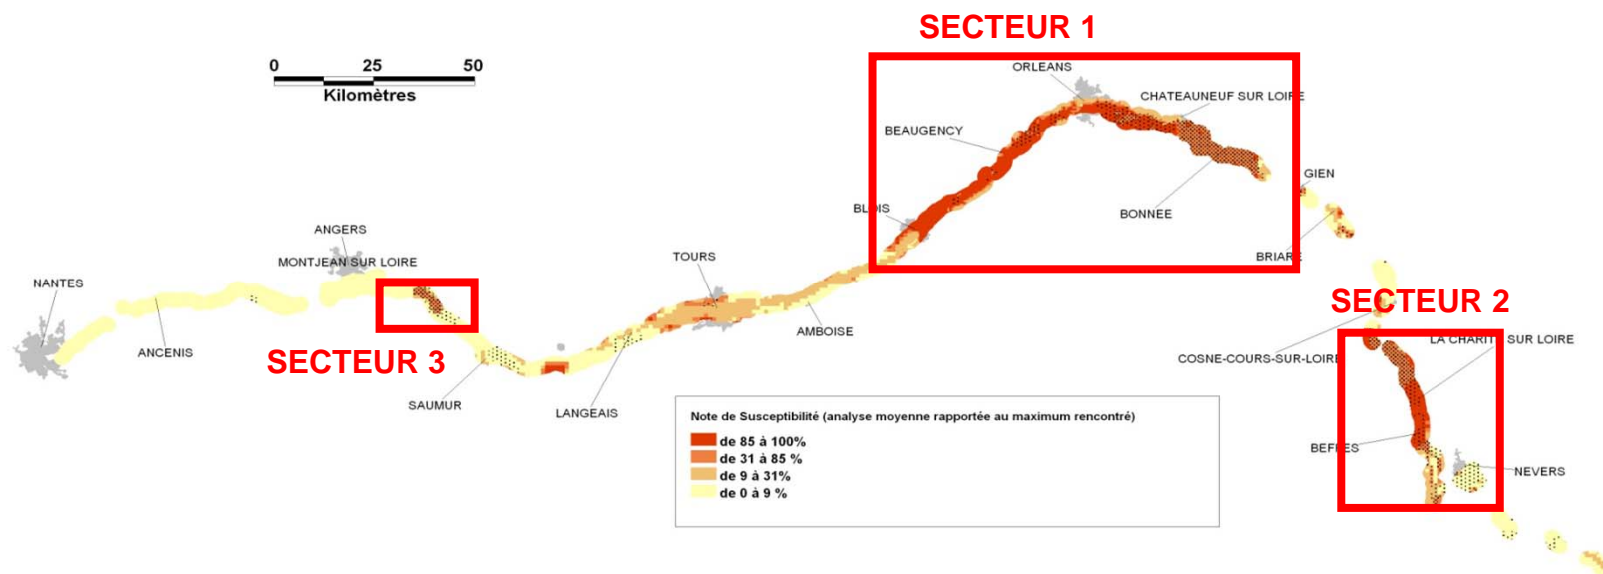 SECTEUR 1
0 25 50
Kilomètres
ORLEANS
CHATEAUNEUF SUR LOIRE
BEAUGENCY
GIEN
BLOIS
BONNEE
ANGERS
MONTJEAN SUR LOIRE
TOURS
BRIARE
NANTES
SECTEUR 2
AMBOISE
LA CHARITE SUR LOIRE
ANCENIS
SECTEUR 3
COSNE-COURS-SUR-LOIRE
SAUMUR
LANGEAIS
Note de Susceptibilité (analyse moyenne rapportée au maximum rencontré)
de 85 à 100%
de 31 à 85 %
de 9 à 31%
de 0 à 9 %
BEFFES
NEVERS